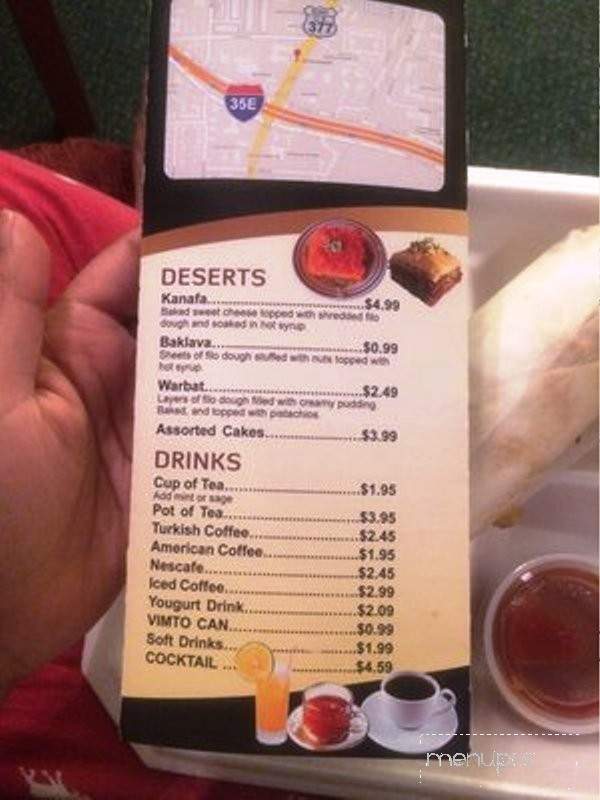 377
35E
DESERTS
Kanafa..............................$4.99
Baked sweet cheese topped with shredded filo
dough and soaked in hot syrup.
Baklava..............................$0.99
Sheets of filo dough stuffed with nuts topped with
hot syrup.
Warbat..............................$2.49
Layers of filo dough filled with creamy pudding
Baked, and topped with pistachios
Assorted Cakes....................$3.99
DRINKS
Cup of Tea..............................$1.95
Add mint or sage
Pot of Tea..............................$3.95
Turkish Coffee.........................$2.45
American Coffee......................$1.95
Nescafe..................................$2.45
Iced Coffee..............................$2.99
Yougurt Drink...........................$2.09
VIMTO CAN............................$0.99
Soft Drinks..............................$1.99
COCKTAIL ..............................$4.59